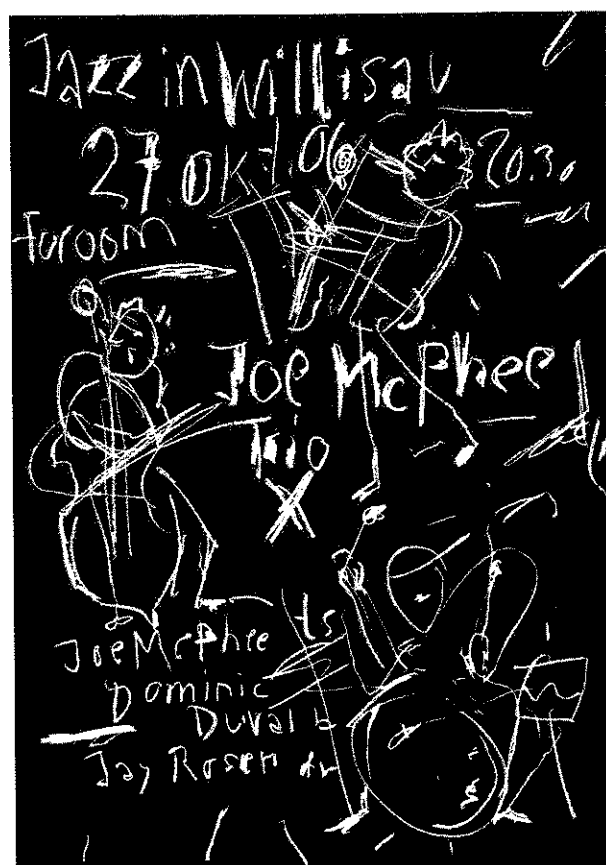 Jazz in Willisau
27. Okt. 06 20.30
Foroom
Joe McPhee
Trio
X
Joe McPhee ts
Dominic
Duval b
Jay Rosen dr